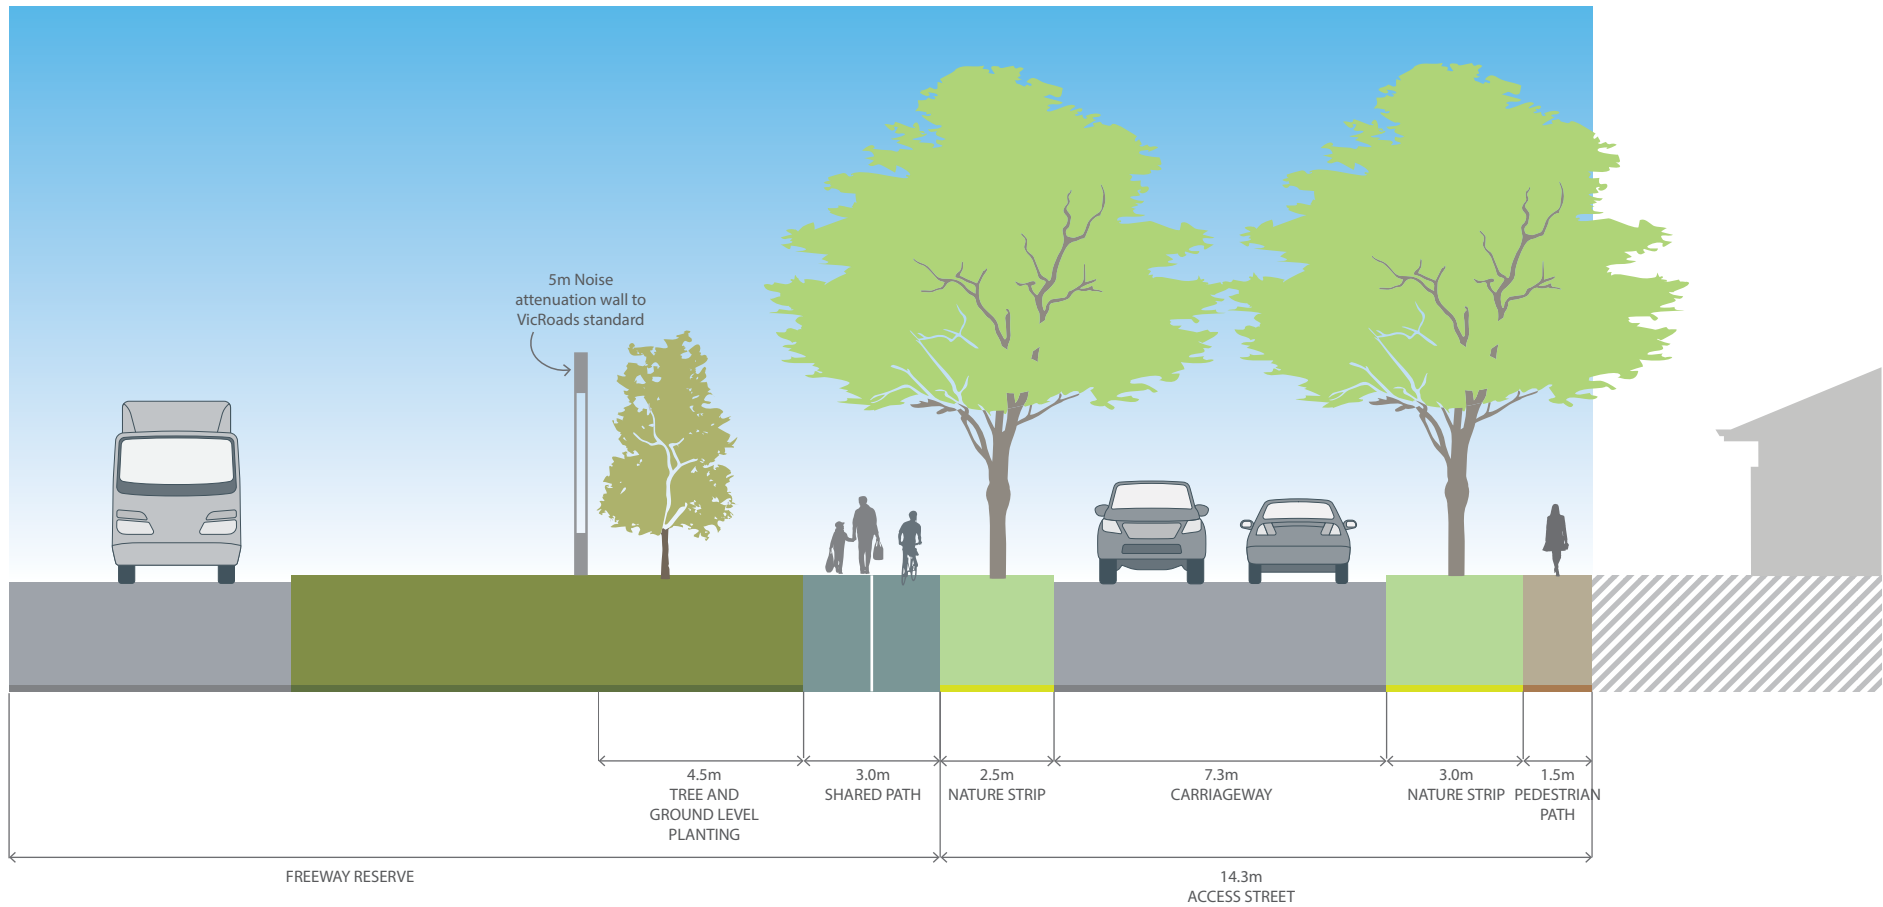 5m Noise
attenuation wall to
VicRoads standard
4.5m
TREE AND
GROUND LEVEL
PLANTING
3.0m
SHARED PATH
2.5m
NATURE STRIP
7.3m
CARRIAGEWAY
3.0m
NATURE STRIP
1.5m
PEDESTRIAN
PATH
FREEWAY RESERVE
14.3m
ACCESS STREET